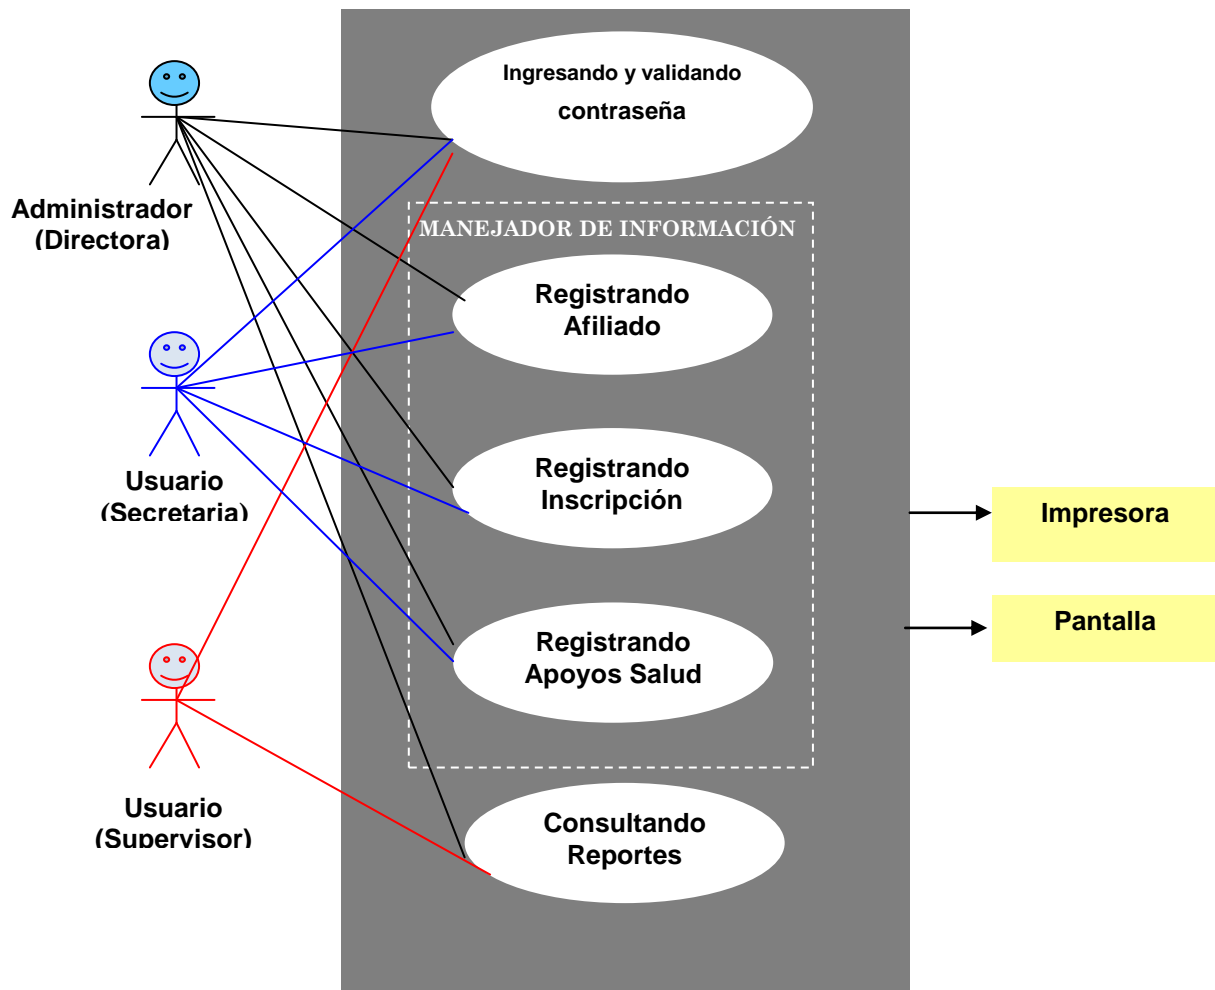 Ingresando y validando
contraseña
Administrador
(Directora)
MANEJADOR DE INFORMACIÓN
Registrando
Afiliado
Usuario
(Secretaria)
Registrando
Inscripción
Impresora
Registrando
Apoyos Salud
Pantalla
Usuario
(Supervisor)
Consultando
Reportes